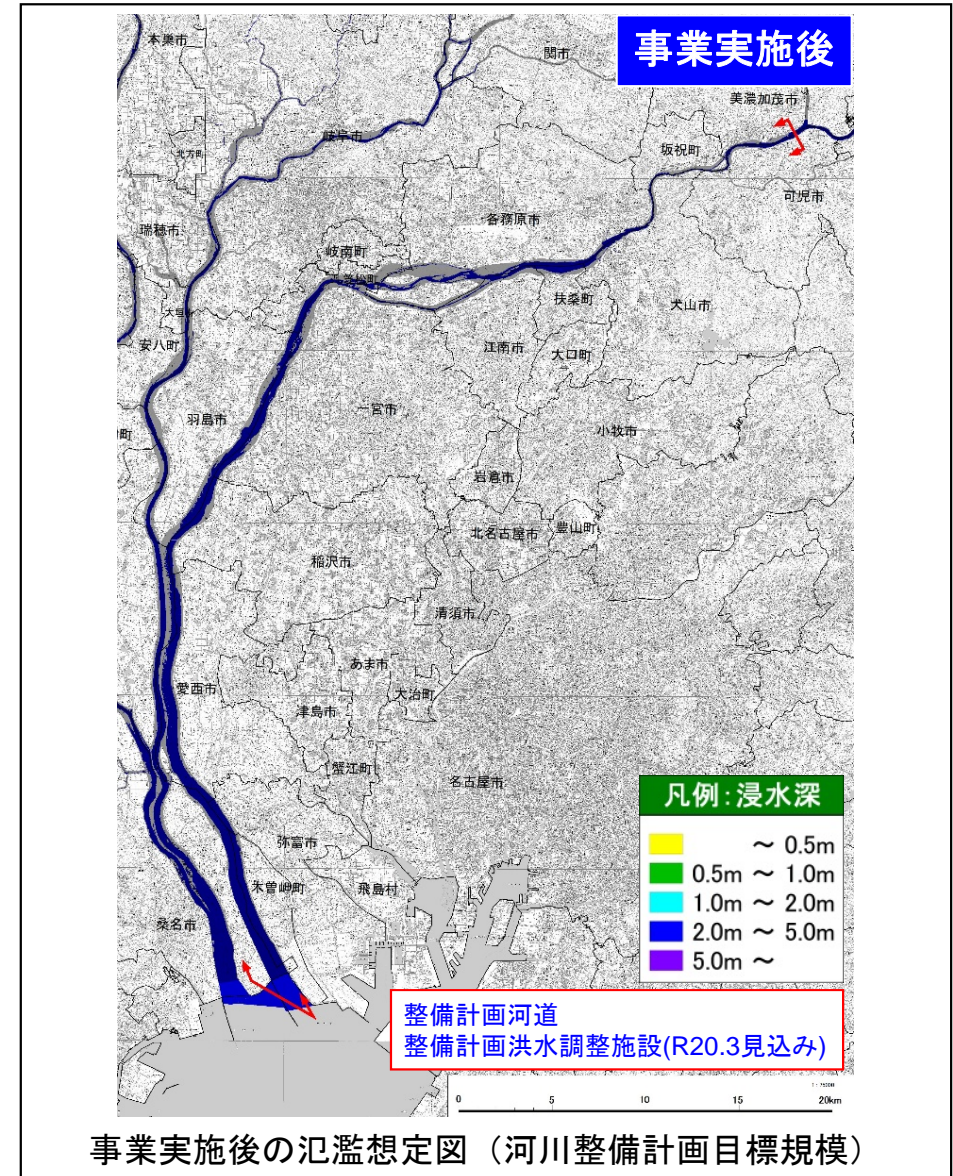 事業実施後
本巣市
関市
美濃加茂市
岐阜市
坂祝町
北方町
可児市
各務原市
瑞穂市
岐南町
扶桑町
犬山市
安八町
江南市
大口町
羽島市
一宮市
小牧市
岩倉市
北名古屋市
豊山町
稲沢市
清須市
あま市
愛西市
大治町
津島市
蟹江町
名古屋市
凡例:浸水深
～ 0.5m
0.5m ～ 1.0m
1.0m ～ 2.0m
2.0m ～ 5.0m
5.0m ～
弥富市
木曽岬町
飛島村
桑名市
整備計画河道
整備計画洪水調整施設(R20.3見込み)
0 5 10 15 20km
事業実施後の氾濫想定図（河川整備計画目標規模）